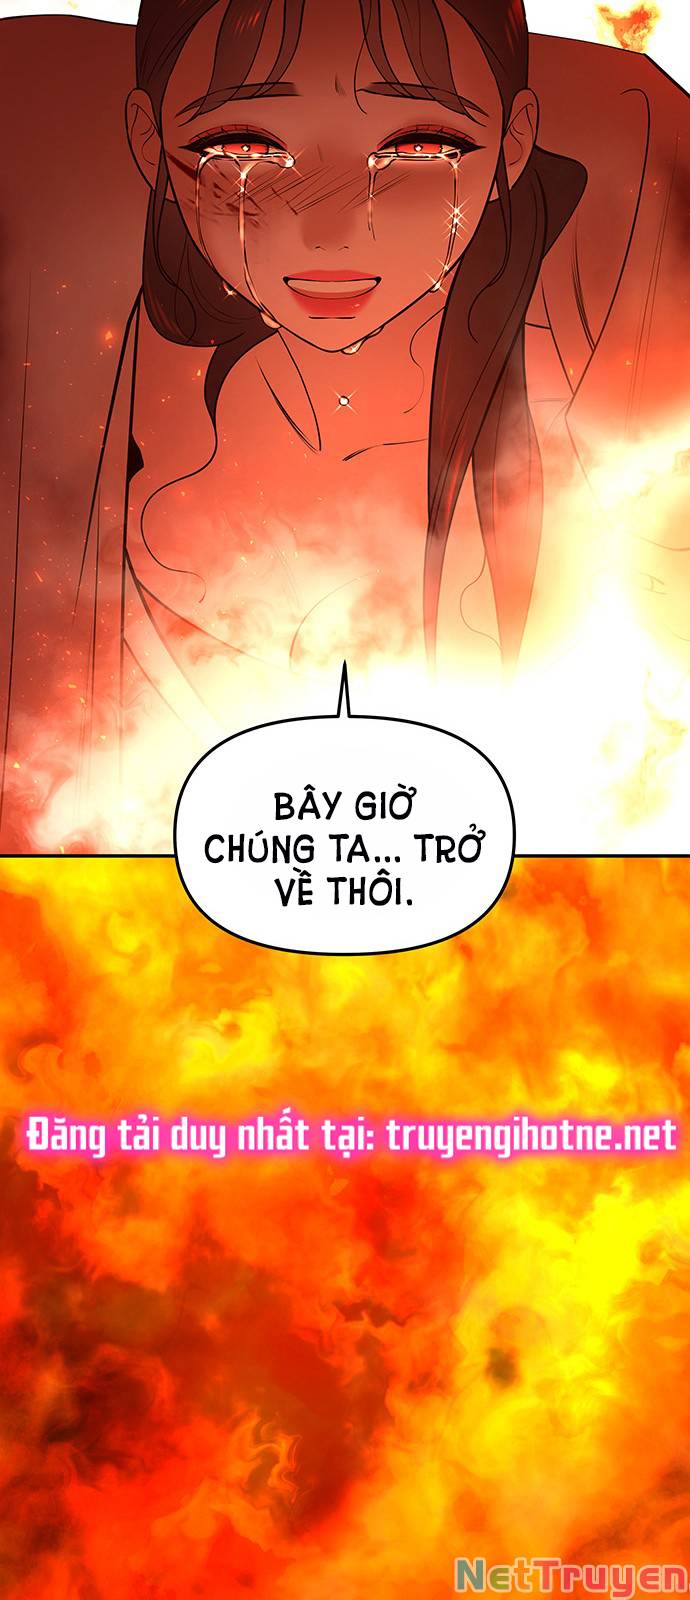 BÂY GIỜ
CHÚNG TA... TRỞ
VỀ THÔI.
Đăng tải duy nhất tại: truyengihotne.net
NetTruyen